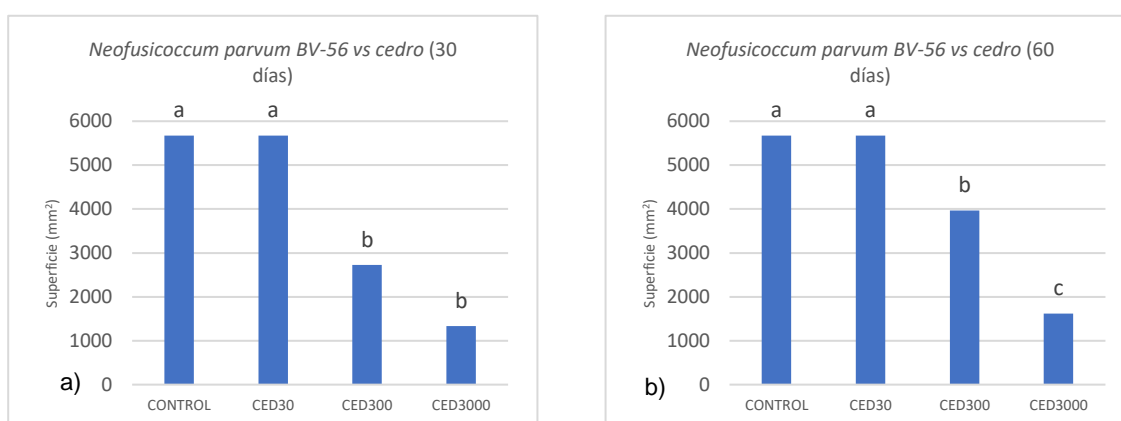 Neofusicoccum parvum BV-56 vs cedro (30
días)
a
a
b
b
6000
5000
4000
3000
2000
1000
0
Superficie (mm²)
a)
CONTROL CED30 CED300 CED3000
Neofusicoccum parvum BV-56 vs cedro (60
días)
a
a
b
c
6000
5000
4000
3000
2000
1000
0
Superficie (mm²)
b)
CONTROL CED30 CED300 CED3000